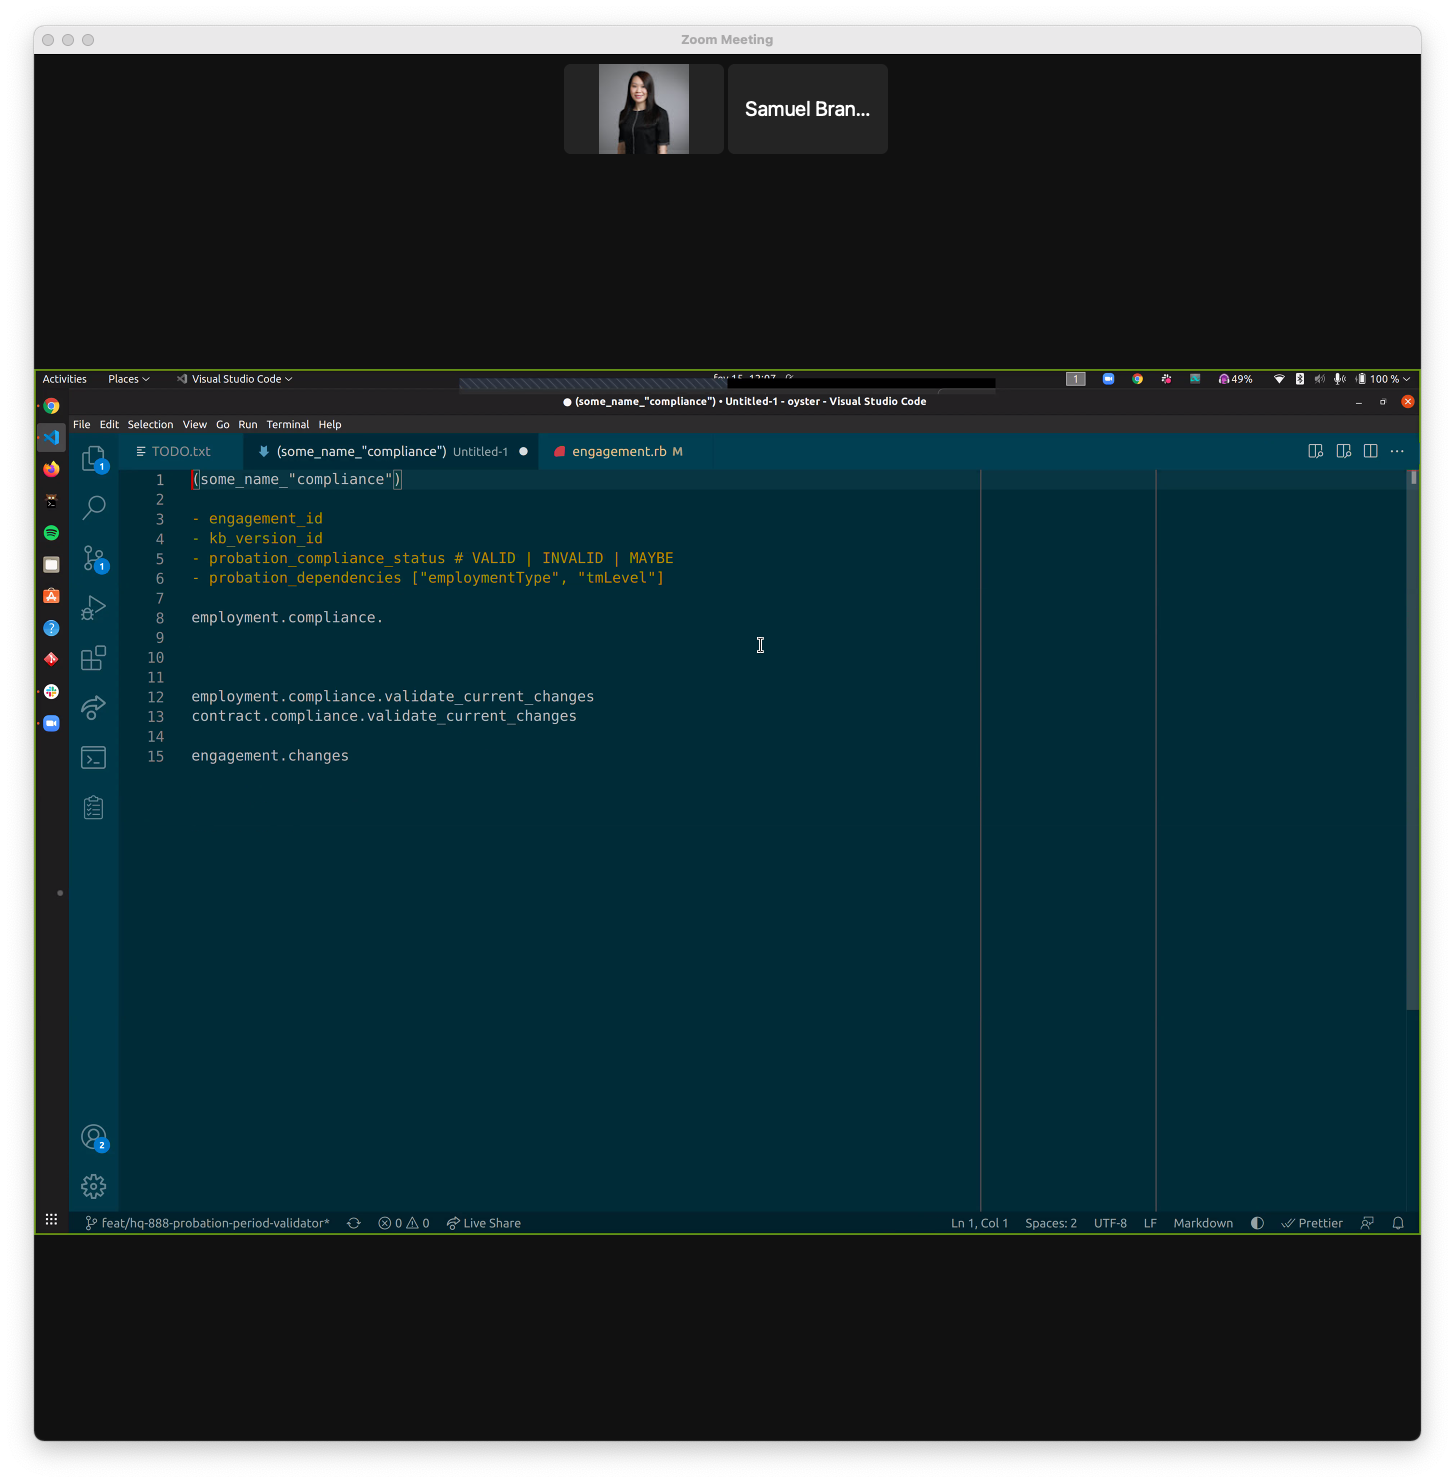 Zoom Meeting
Samuel Bran...
Activities Places Visual Studio Code 1 49% 100 %
(some_name_"compliance") • Untitled-1 - oyster - Visual Studio Code
File Edit Selection View Go Run Terminal Help
TODO.txt (some_name_"compliance") Untitled-1 engagement.rb M
1 (some_name_"compliance")
2
3 - engagement_id
4 - kb_version_id
5 - probation_compliance_status # VALID | INVALID | MAYBE
6 - probation_dependencies ["employmentType", "tmLevel"]
7
8 employment.compliance.
9
10
11
12 employment.compliance.validate_current_changes
13 contract.compliance.validate_current_changes
14
15 engagement.changes
1
1
2
feat/hq-888-probation-period-validator* 0 0 Live Share Ln 1, Col 1 Spaces: 2 UTF-8 LF Markdown Prettier